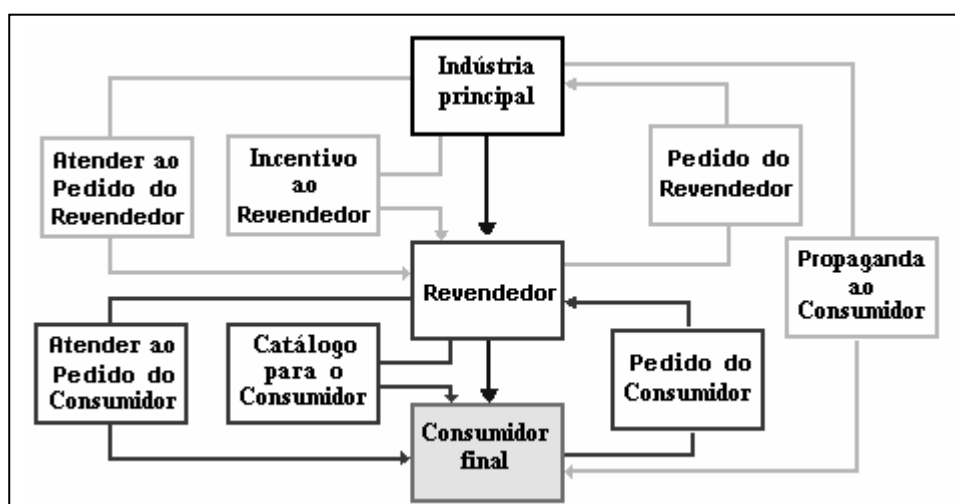 Indústria
principal
Atender ao
Pedido do
Revendedor
Incentivo
ao
Revendedor
Pedido do
Revendedor
Propaganda
ao
Consumidor
Revendedor
Atender ao
Pedido do
Consumidor
Catálogo
para o
Consumidor
Pedido do
Consumidor
Consumidor
final